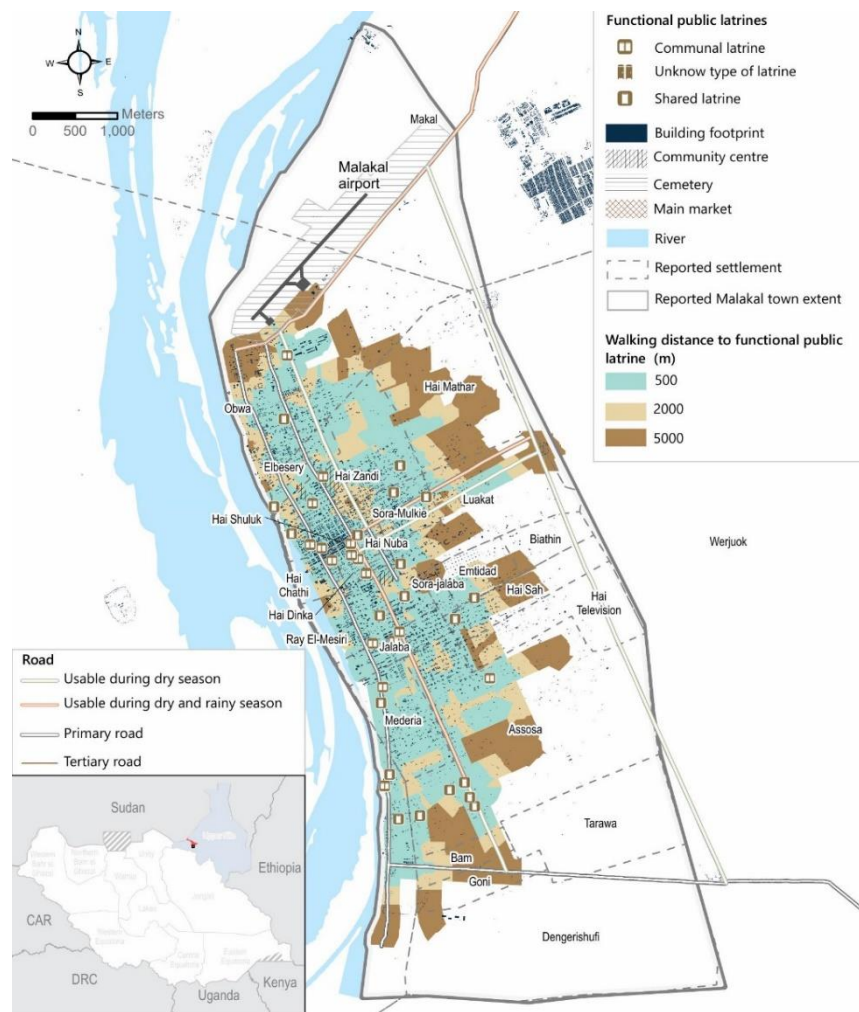 N
W
E
S
Meters
0
500
1,000
Makal
Malakal
airport
Hai Mathar
Obwa
Elbesery
Hai Zandi
Sora-Mulkie
Luakat
Hai Shuluk
Hai Nuba
Biathin
Werjuok
Emtidad
Hai
Chathi
Sora-jalaba
Hai Sah
Hai
Television
Hai Dinka
Ray El-Mesiri
Jalaba
Mederia
Assosa
Tarawa
Bam
Goni
Dengerishufi
Functional public latrines
Communal latrine
Unknow type of latrine
Shared latrine
Building footprint
Community centre
Cemetery
Main market
River
Reported settlement
Reported Malakal town extent
Walking distance to functional public
latrine (m)
500
2000
5000
Road
Usable during dry season
Usable during dry and rainy season
Primary road
Tertiary road
Sudan
Ethiopia
CAR
DRC
Uganda
Kenya